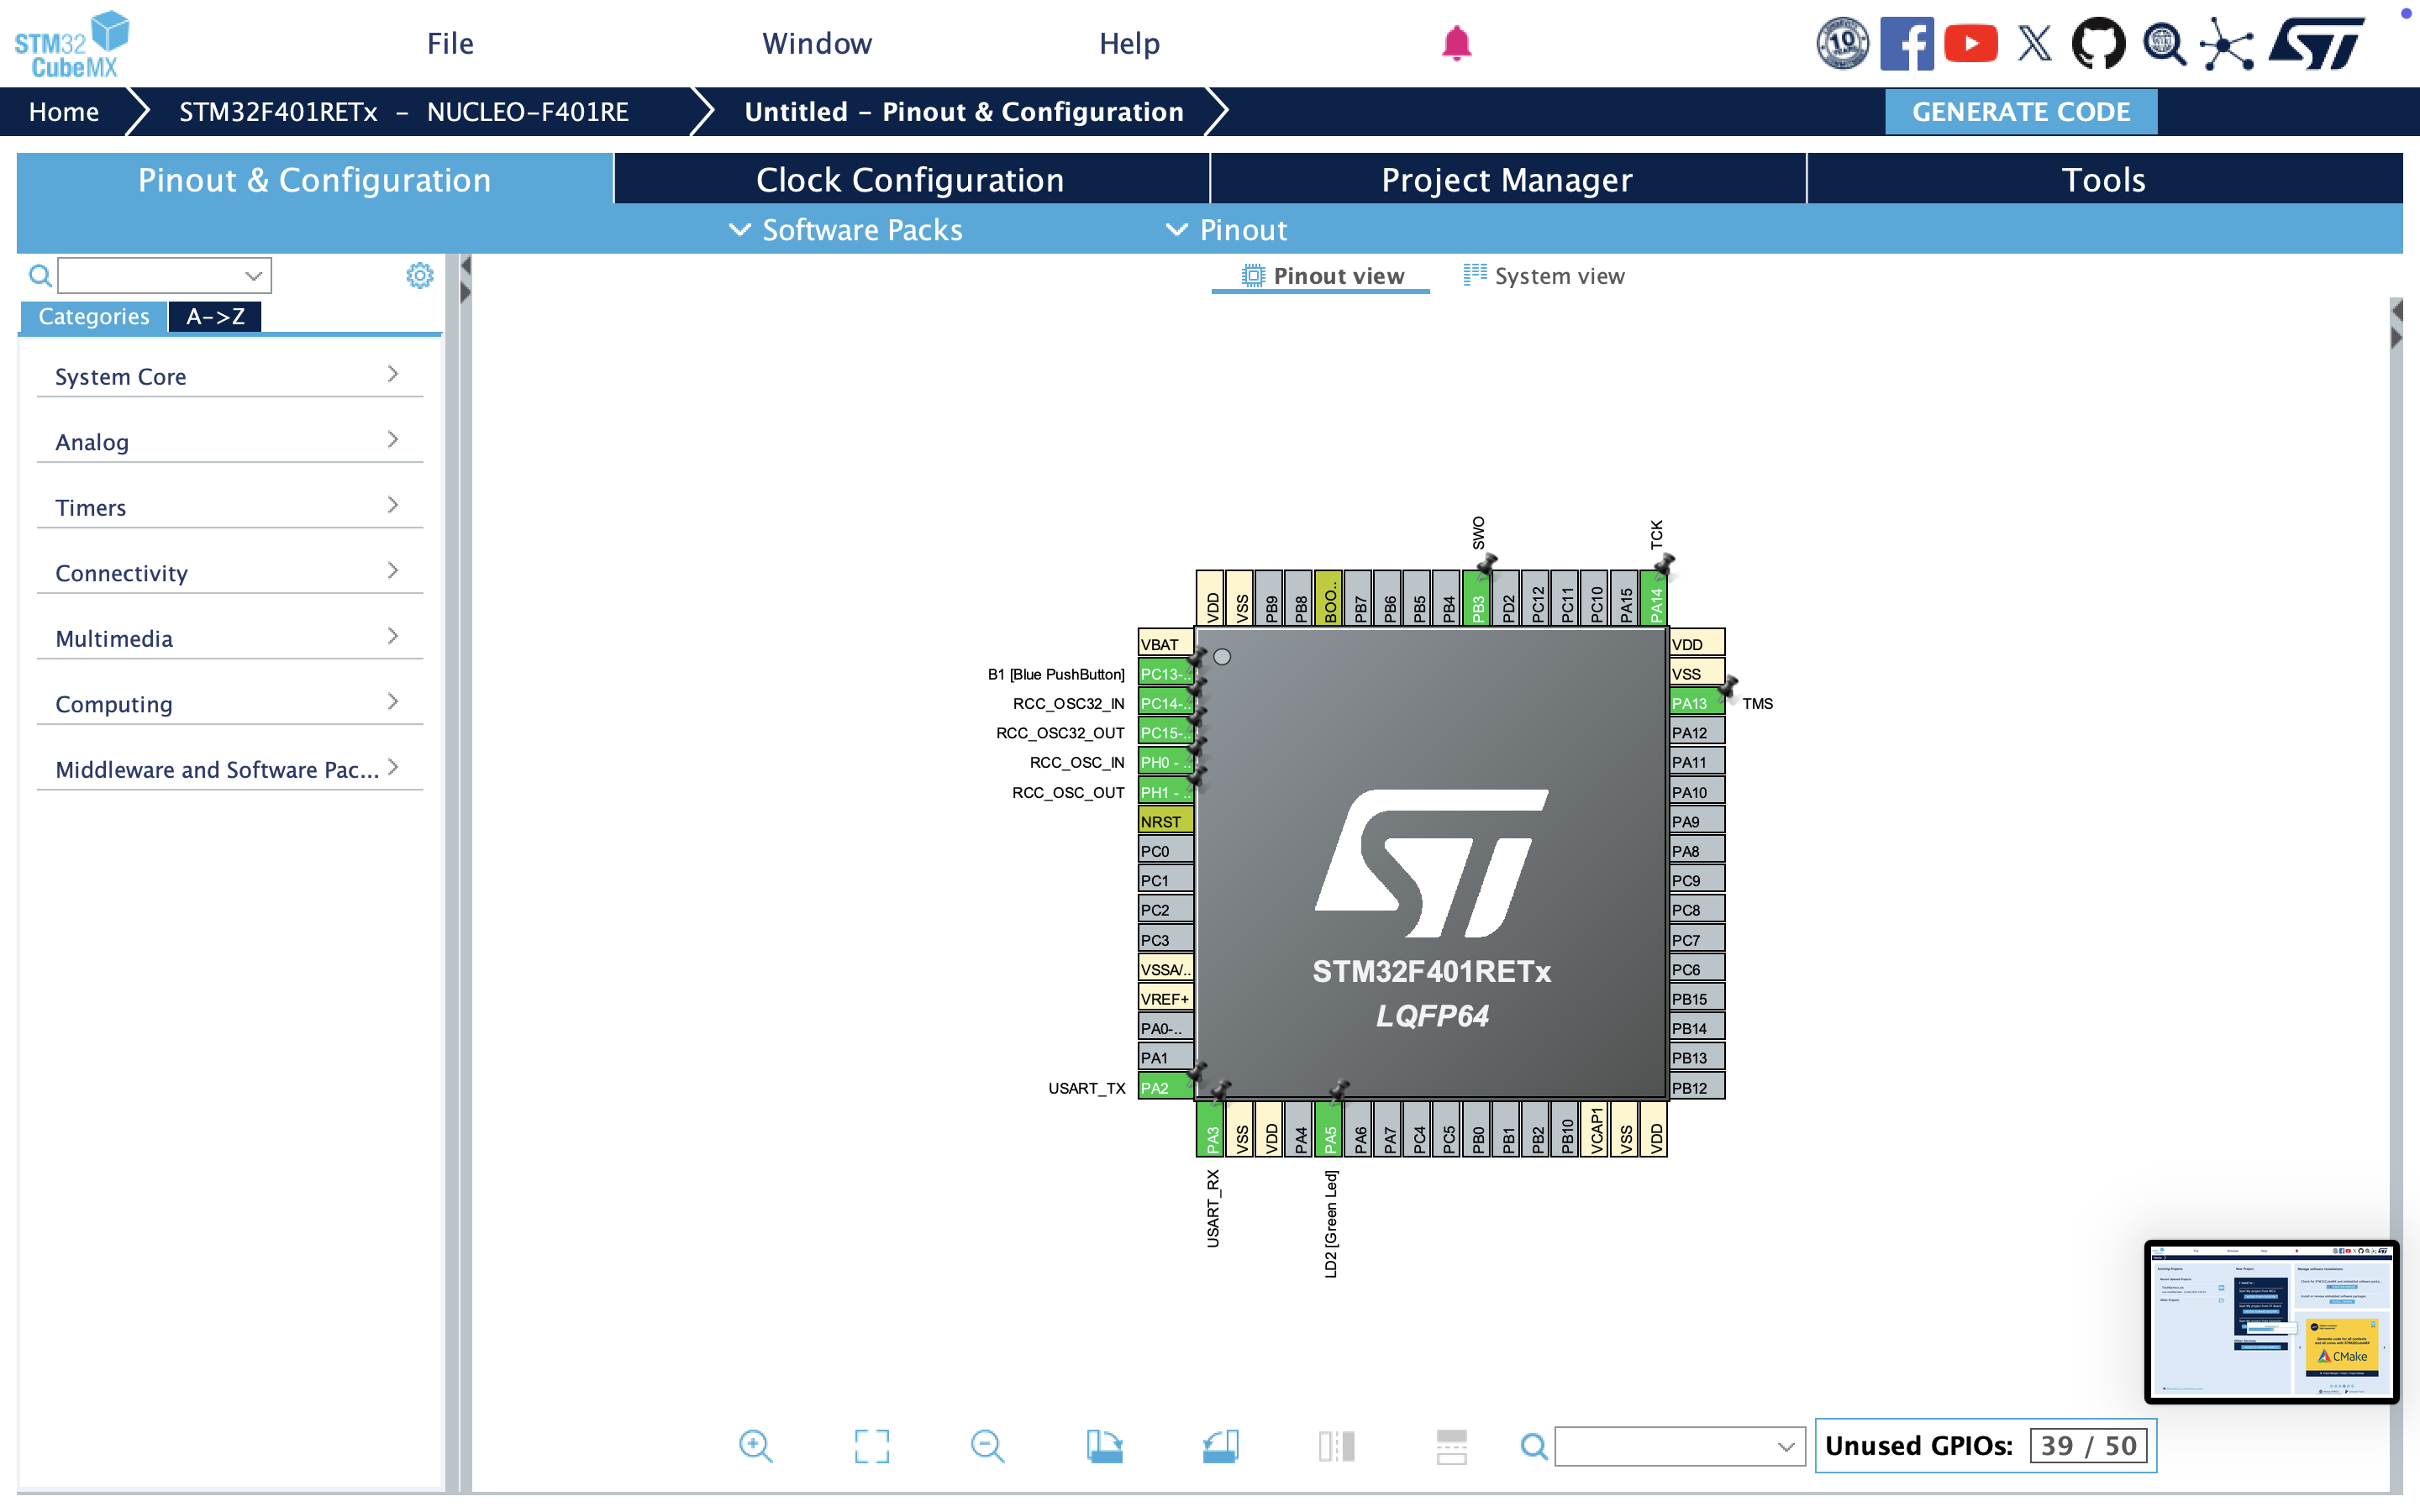 STM32
CubeMX
File
Window
Help
10
Home
STM32F401RETx - NUCLEO-F401RE
Untitled - Pinout & Configuration
GENERATE CODE
Pinout & Configuration
Clock Configuration
Project Manager
Tools
Software Packs
Pinout
Pinout view
System view
Categories
A->Z
System Core
Analog
Timers
Connectivity
Multimedia
Computing
Middleware and Software Pac...
SWO
TCK
VDD
VSS
PB9
PB8
BOO..
PB7
PB6
PB5
PB4
PB3
PD2
PC12
PC11
PC10
PA15
PA14
VBAT
B1 [Blue PushButton] PC13-..
RCC_OSC32_IN PC14-..
RCC_OSC32_OUT PC15-..
RCC_OSC_IN PH0 - ..
RCC_OSC_OUT PH1 - ..
NRST
PC0
PC1
PC2
PC3
VSSA/..
VREF+
PA0-..
PA1
USART_TX PA2
VDD
VSS
PA13 TMS
PA12
PA11
PA10
PA9
PA8
PC9
PC8
PC7
PC6
PB15
PB14
PB13
PB12
ST
STM32F401RETx
LQFP64
PA3
VSS
VDD
PA4
PA5
PA6
PA7
PC4
PC5
PB0
PB1
PB2
PB10
VCAP1
VSS
VDD
USART_RX
LD2 [Green Led]
CMake
Unused GPIOs: 39 / 50